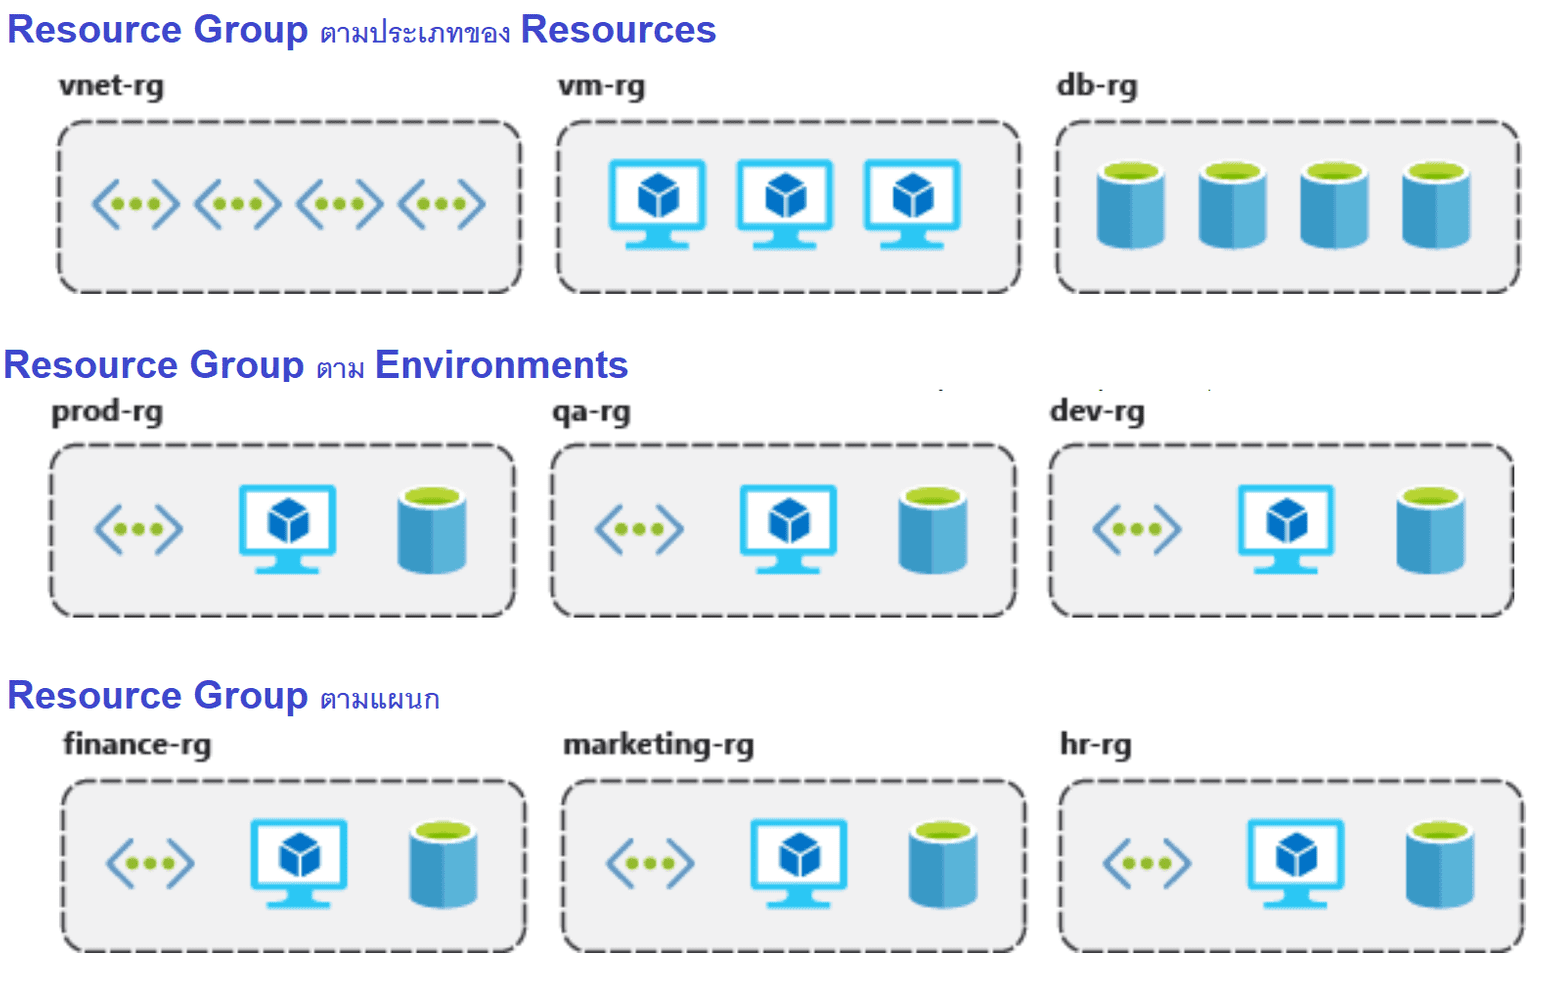 Resource Group ตามประเภทของ Resources
vnet-rg vm-rg db-rg
Resource Group ตาม Environments
prod-rg qa-rg dev-rg
Resource Group ตามแผนก
finance-rg marketing-rg hr-rg